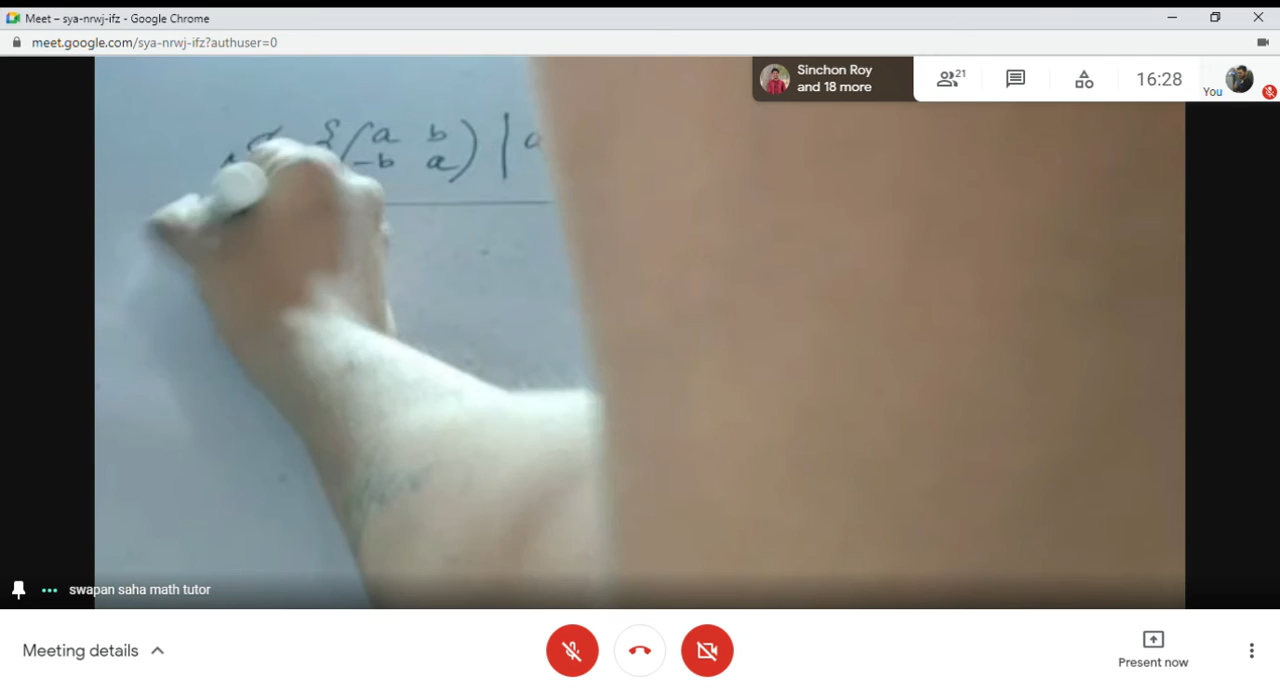 Meet – sya-nrwj-ifz - Google Chrome
meet.google.com/sya-nrwj-ifz?authuser=0
Sinchon Roy
and 18 more
21
16:28
You
{( a b
-b a ) |
swapan saha math tutor
Meeting details
Present now